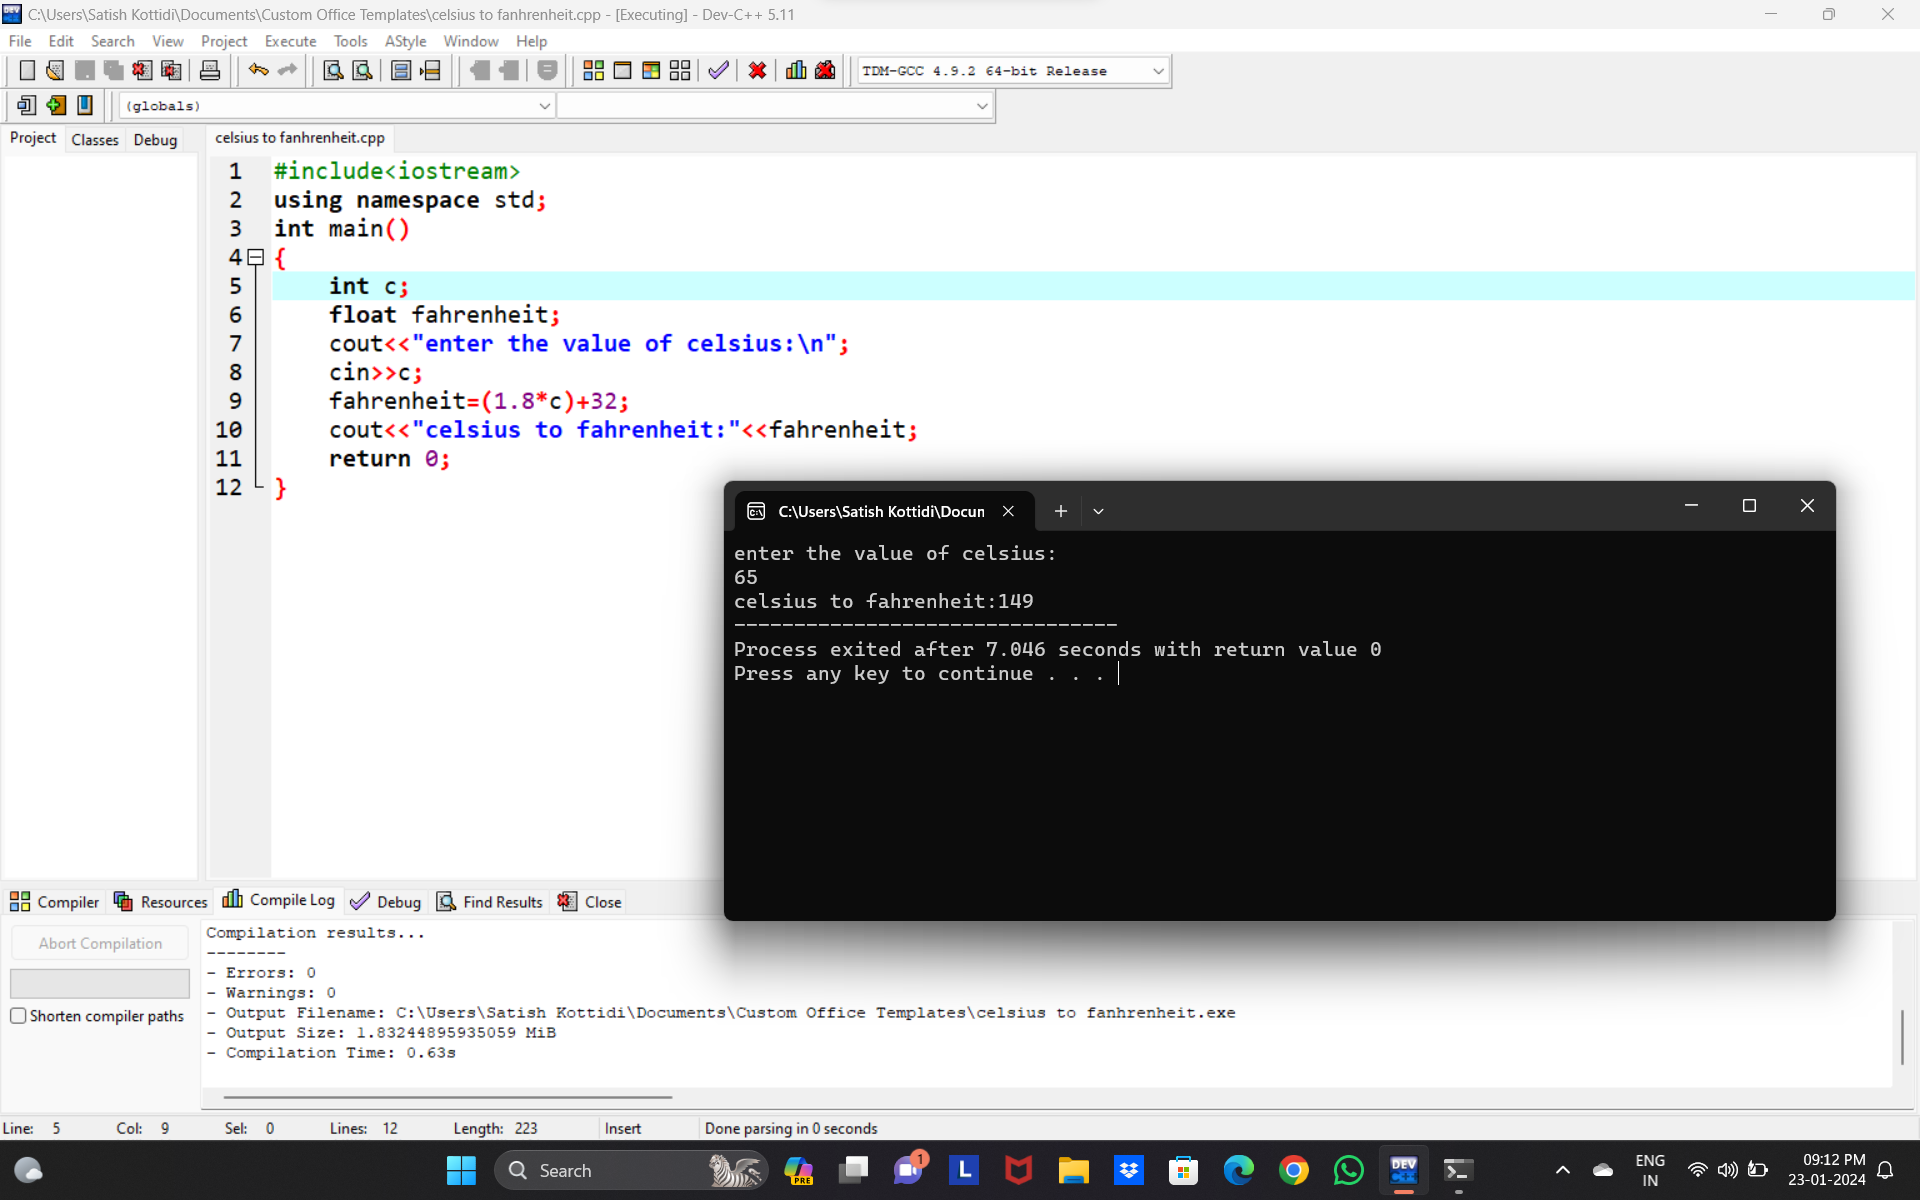 C:\Users\Satish Kottidi\Documents\Custom Office Templates\celsius to fanhrenheit.cpp - [Executing] - Dev-C++ 5.11
File Edit Search View Project Execute Tools AStyle Window Help
TDM-GCC 4.9.2 64-bit Release
(globals)
Project Classes Debug
celsius to fanhrenheit.cpp
1 #include<iostream>
2 using namespace std;
3 int main()
4 {
5 int c;
6 float fahrenheit;
7 cout<<"enter the value of celsius:\n";
8 cin>>c;
9 fahrenheit=(1.8*c)+32;
10 cout<<"celsius to fahrenheit:"<<fahrenheit;
11 return 0;
12 }
C:\Users\Satish Kottidi\Docun
enter the value of celsius:
65
celsius to fahrenheit:149
--------------------------------
Process exited after 7.046 seconds with return value 0
Press any key to continue . . .
Compiler Resources Compile Log Debug Find Results Close
Abort Compilation
Shorten compiler paths
Compilation results...
--------
- Errors: 0
- Warnings: 0
- Output Filename: C:\Users\Satish Kottidi\Documents\Custom Office Templates\celsius to fanhrenheit.exe
- Output Size: 1.83244895935059 MiB
- Compilation Time: 0.63s
Line: 5 Col: 9 Sel: 0 Lines: 12 Length: 223 Insert Done parsing in 0 seconds
Search
PRE
1
L
DEV
C++
ENG
IN
09:12 PM
23-01-2024